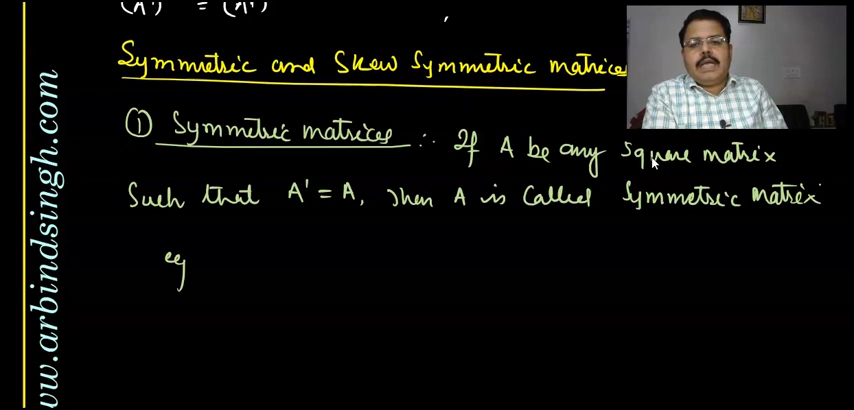 Symmetric and Skew Symmetric matrices
① Symmetric matrices :- If A be any square matrix
Such that A' = A, then A is called Symmetric matrix
eg
ww.arbindsingh.com